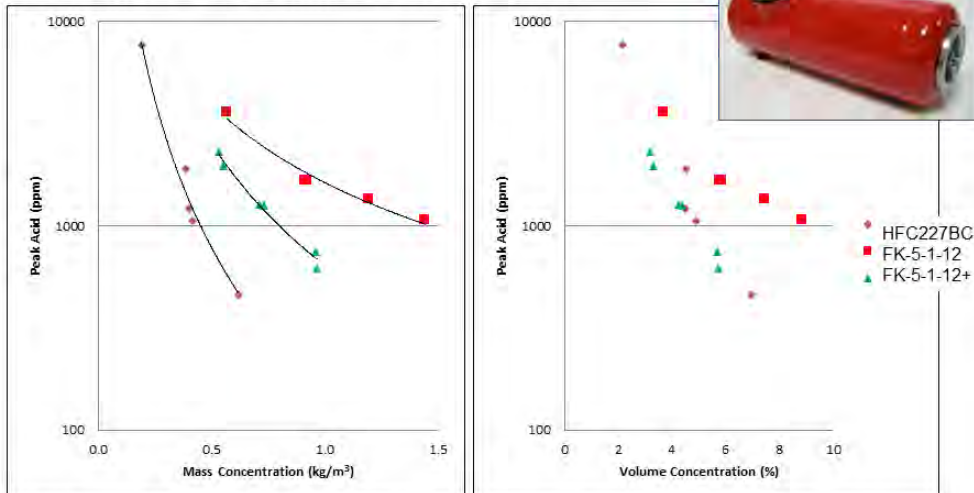 10000
1000
100
Peak Acid (ppm)
0.0
0.5
1.0
1.5
Mass Concentration (kg/m³)
10000
1000
100
Peak Acid (ppm)
0
2
4
6
8
10
Volume Concentration (%)
HFC227BC
FK-5-1-12
FK-5-1-12+